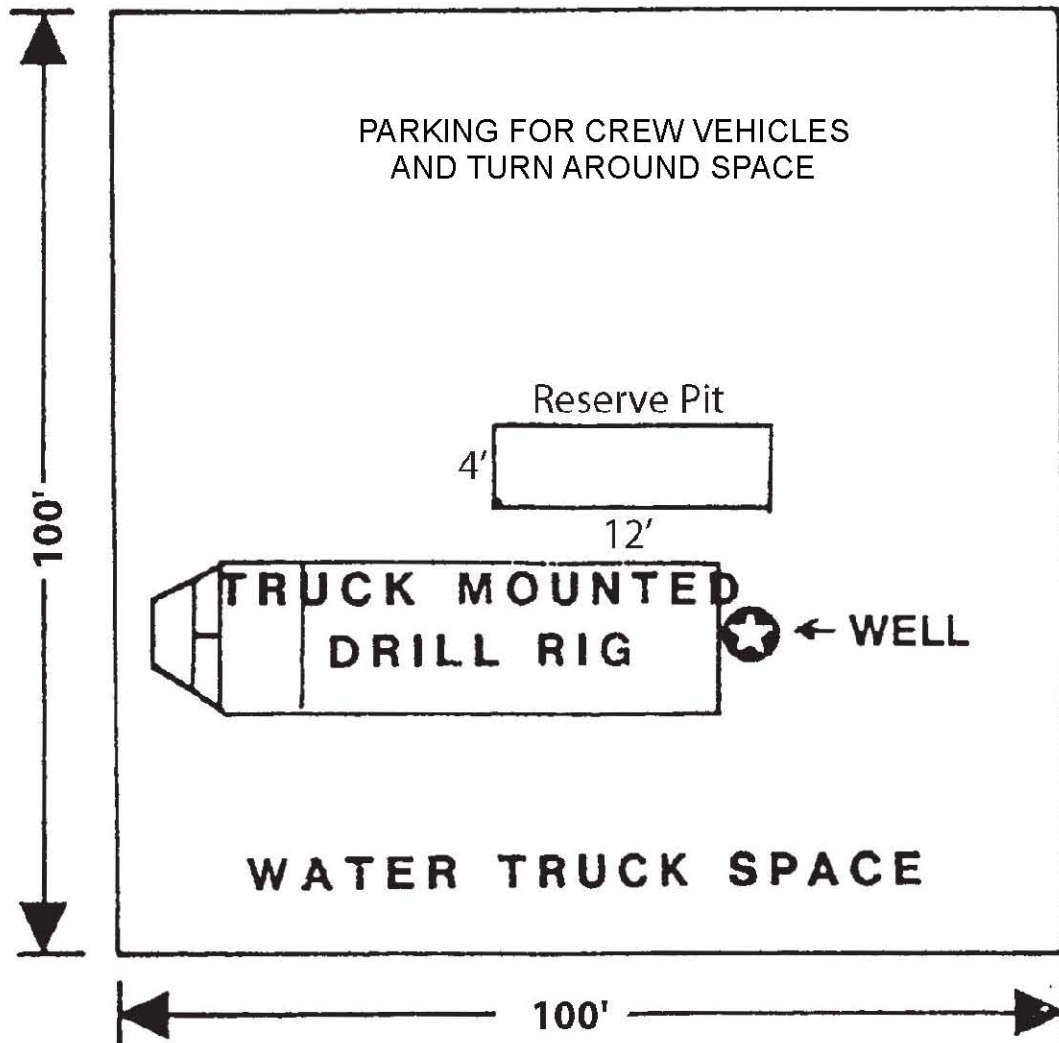 PARKING FOR CREW VEHICLES
AND TURN AROUND SPACE
Reserve Pit
4'
12'
100'
TRUCK MOUNTED
DRILL RIG
WELL
WATER TRUCK SPACE
100'